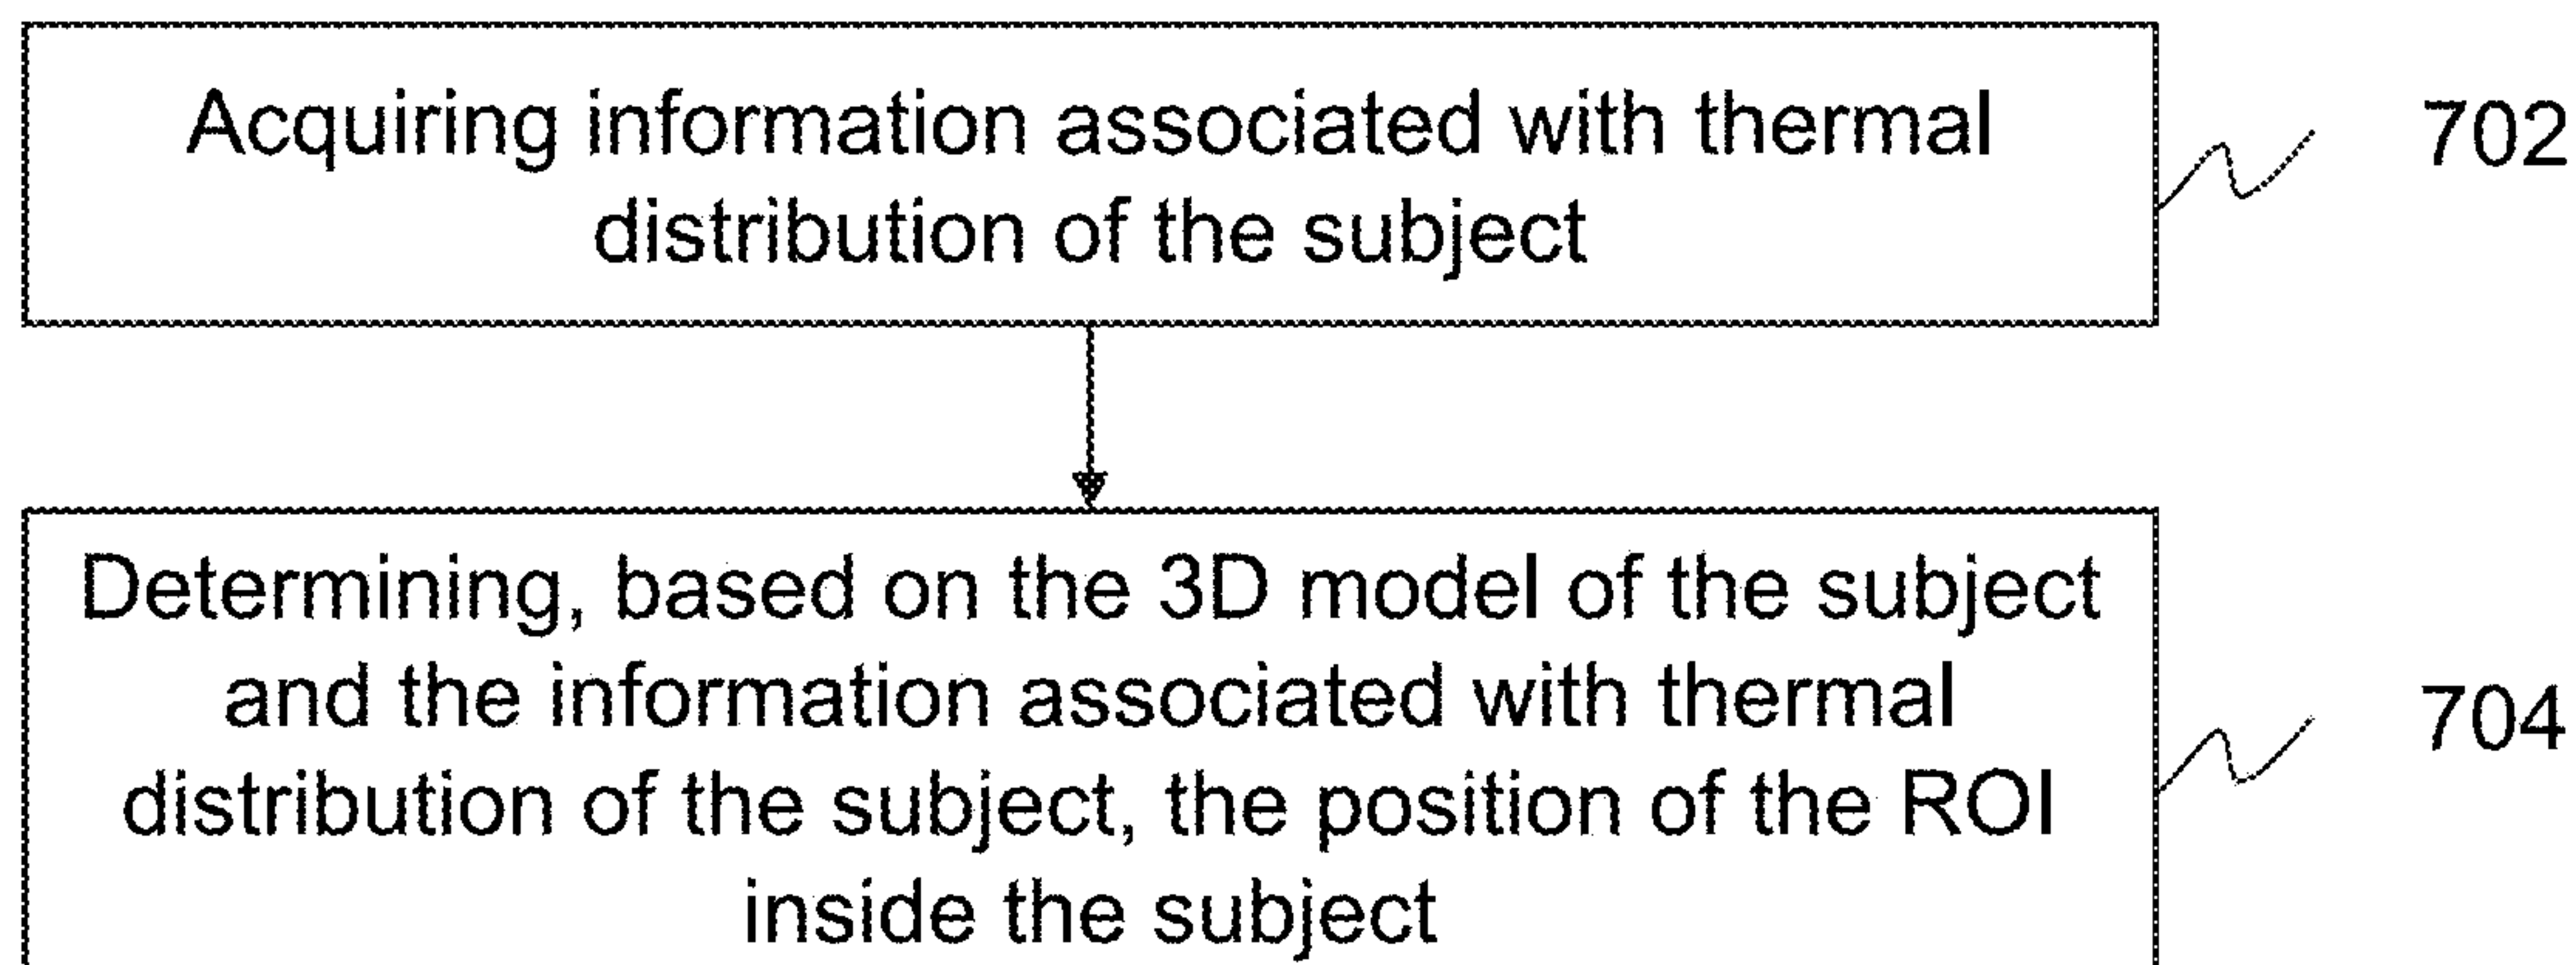 Acquiring information associated with thermal
distribution of the subject
702
Determining, based on the 3D model of the subject
and the information associated with thermal
distribution of the subject, the position of the ROI
inside the subject
704